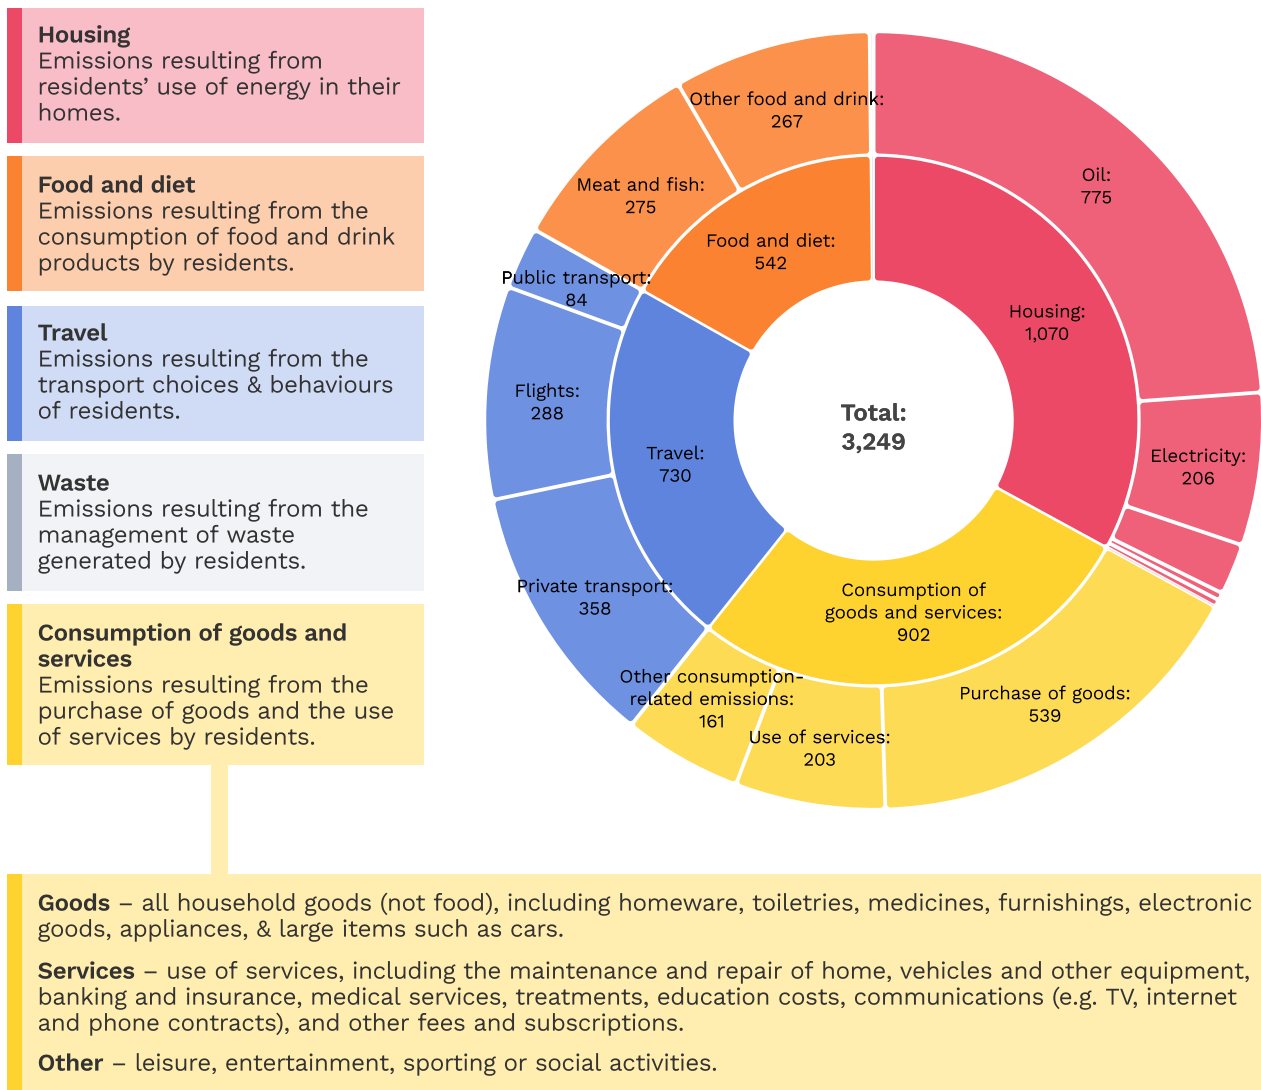 Housing
Emissions resulting from
residents’ use of energy in their
homes.
Food and diet
Emissions resulting from the
consumption of food and drink
products by residents.
Travel
Emissions resulting from the
transport choices & behaviours
of residents.
Waste
Emissions resulting from the
management of waste
generated by residents.
Consumption of goods and
services
Emissions resulting from the
purchase of goods and the use
of services by residents.
Other food and drink:
267
Oil:
775
Meat and fish:
275
Food and diet:
542
Public transport:
84
Housing:
1,070
Flights:
288
Total:
3,249
Travel:
730
Electricity:
206
Private transport:
358
Consumption of
goods and services:
902
Other consumption-
related emissions:
161
Use of services:
203
Purchase of goods:
539
Goods – all household goods (not food), including homeware, toiletries, medicines, furnishings, electronic
goods, appliances, & large items such as cars.
Services – use of services, including the maintenance and repair of home, vehicles and other equipment,
banking and insurance, medical services, treatments, education costs, communications (e.g. TV, internet
and phone contracts), and other fees and subscriptions.
Other – leisure, entertainment, sporting or social activities.